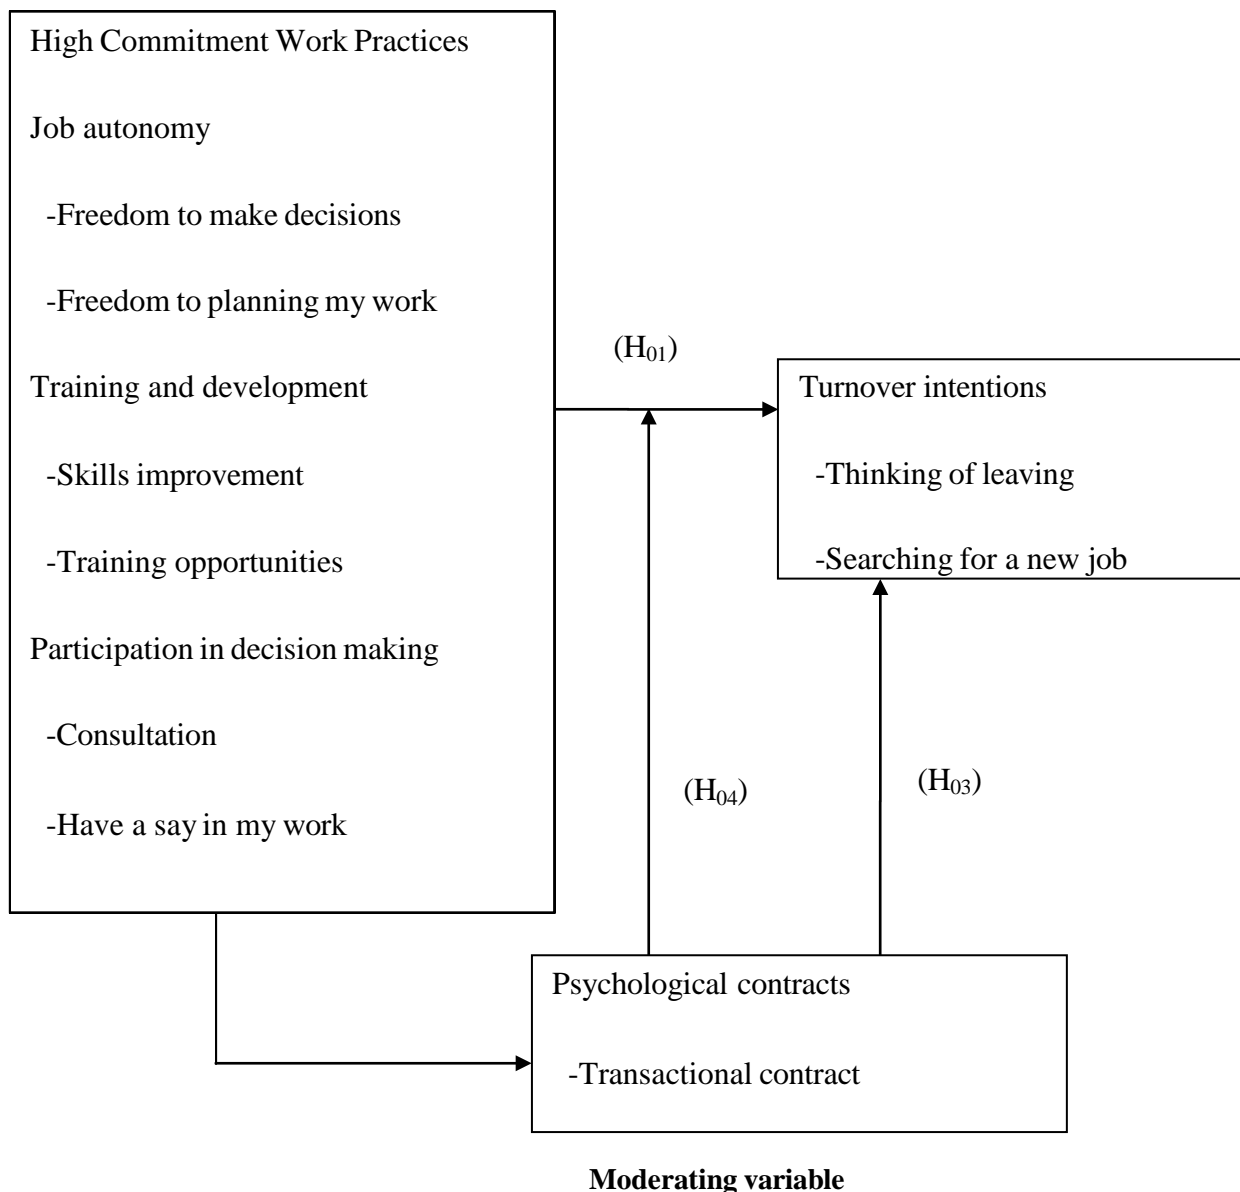 High Commitment Work Practices
Job autonomy
-Freedom to make decisions
-Freedom to planning my work
Training and development
-Skills improvement
-Training opportunities
Participation in decision making
-Consultation
-Have a say in my work
(H01)
Turnover intentions
-Thinking of leaving
-Searching for a new job
(H04)
(H03)
Psychological contracts
-Transactional contract
Moderating variable